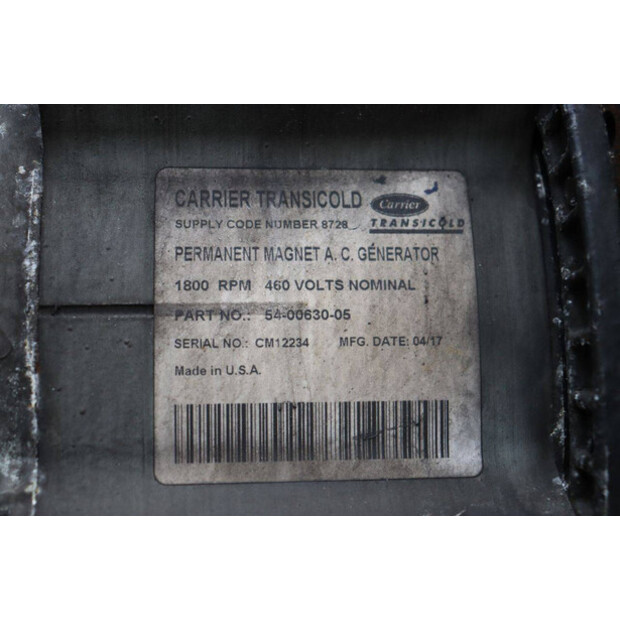 CARRIER TRANSICOLD
Carrier
TRANSICOLD
SUPPLY CODE NUMBER 8728
PERMANENT MAGNET A. C. GENERATOR
1800 RPM 460 VOLTS NOMINAL
PART NO.: 54-00630-05
SERIAL NO.: CM12234 MFG. DATE: 04/17
Made in U.S.A.